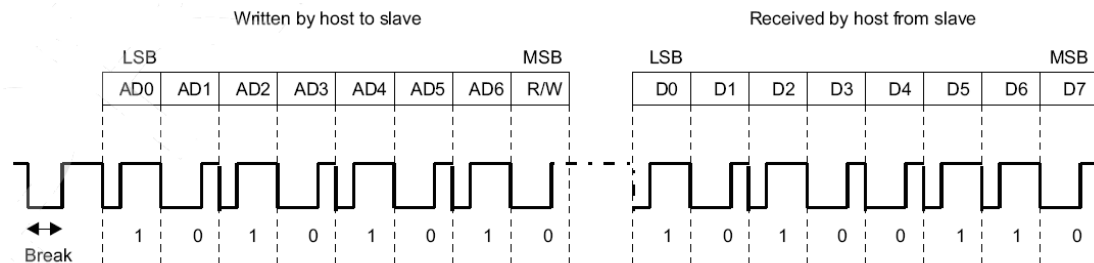 Written by host to slave Received by host from slave
LSB MSB LSB MSB
AD0 AD1 AD2 AD3 AD4 AD5 AD6 R/W D0 D1 D2 D3 D4 D5 D6 D7
1 0 1 0 1 0 1 0 1 0 1 0 0 1 1 0
Break